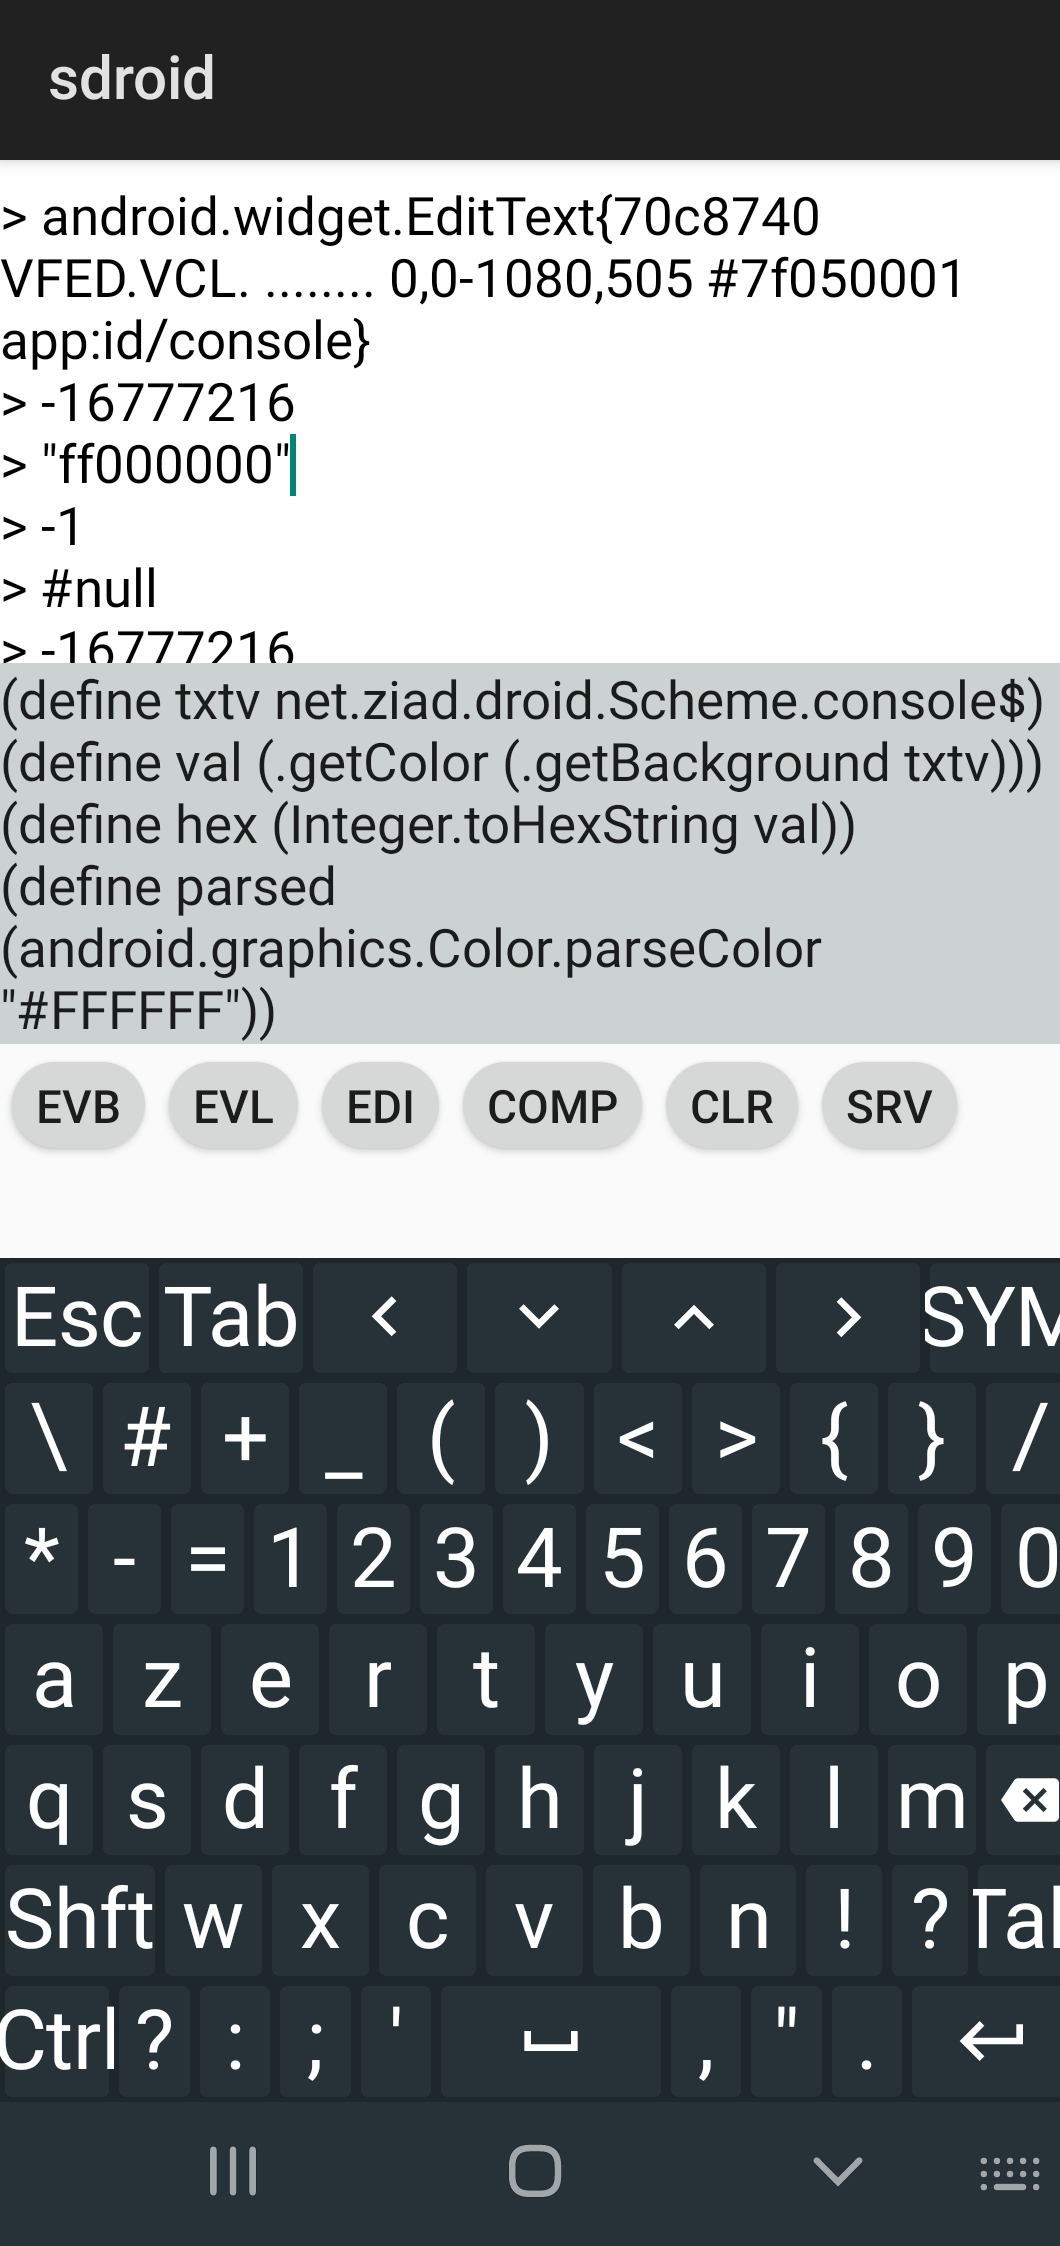 sdroid
> android.widget.EditText{70c8740
VFED.VCL. ........ 0,0-1080,505 #7f050001
app:id/console}
> -16777216
> "ff000000"
> -1
> #null
> -16777216
(define txtv net.ziad.droid.Scheme.console$)
(define val (.getColor (.getBackground txtv)))
(define hex (Integer.toHexString val))
(define parsed
(android.graphics.Color.parseColor
"#FFFFFF"))
EVB EVL EDI COMP CLR SRV
Esc Tab < ⌄ ^ > SYM
\ # + _ ( ) < > { } /
* - = 1 2 3 4 5 6 7 8 9 0
a z e r t y u i o p
q s d f g h j k l m
Shft w x c v b n ! ? Tab
Ctrl ? : ; ' , " .